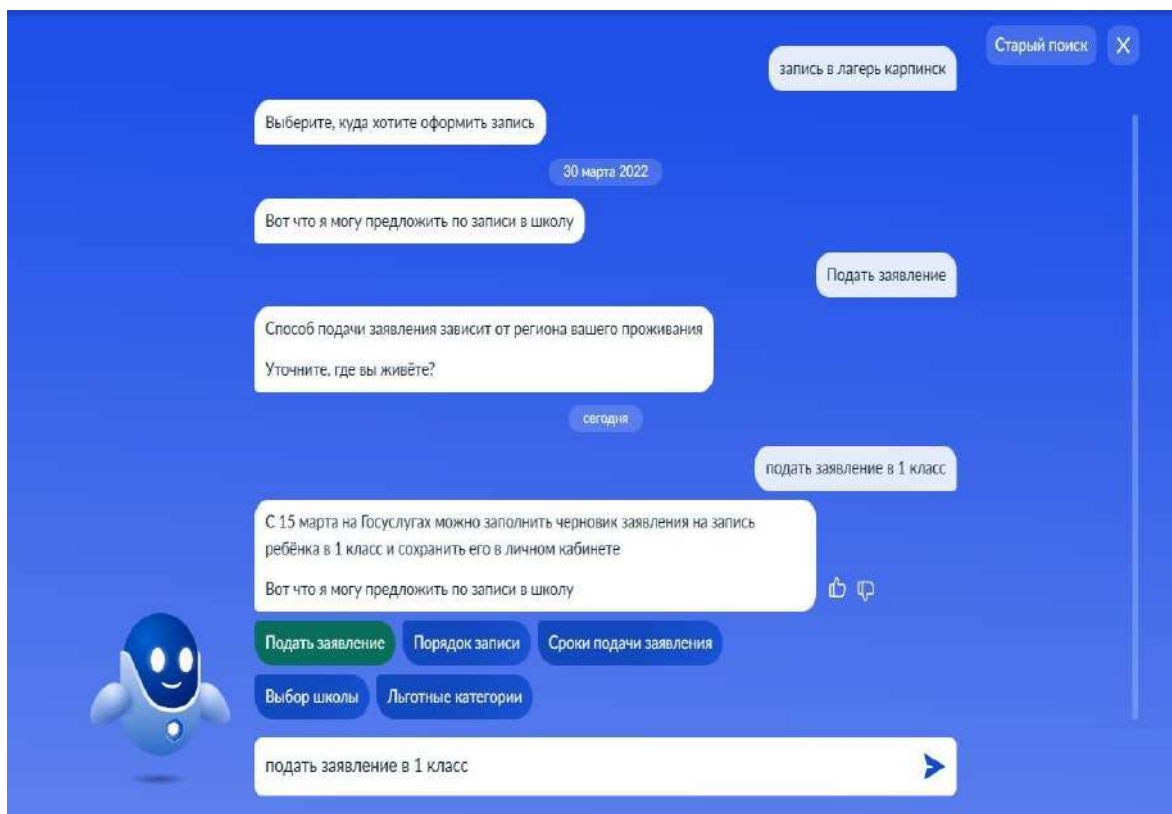 Старый поиск X
запись в лагерь карпинск
Выберите, куда хотите оформить запись
30 марта 2022
Вот что я могу предложить по записи в школу
Подать заявление
Способ подачи заявления зависит от региона вашего проживания
Уточните, где вы живёте?
сегодня
подать заявление в 1 класс
С 15 марта на Госуслугах можно заполнить черновик заявления на запись
ребёнка в 1 класс и сохранить его в личном кабинете
Вот что я могу предложить по записи в школу
Подать заявление Порядок записи Сроки подачи заявления
Выбор школы Льготные категории
подать заявление в 1 класс